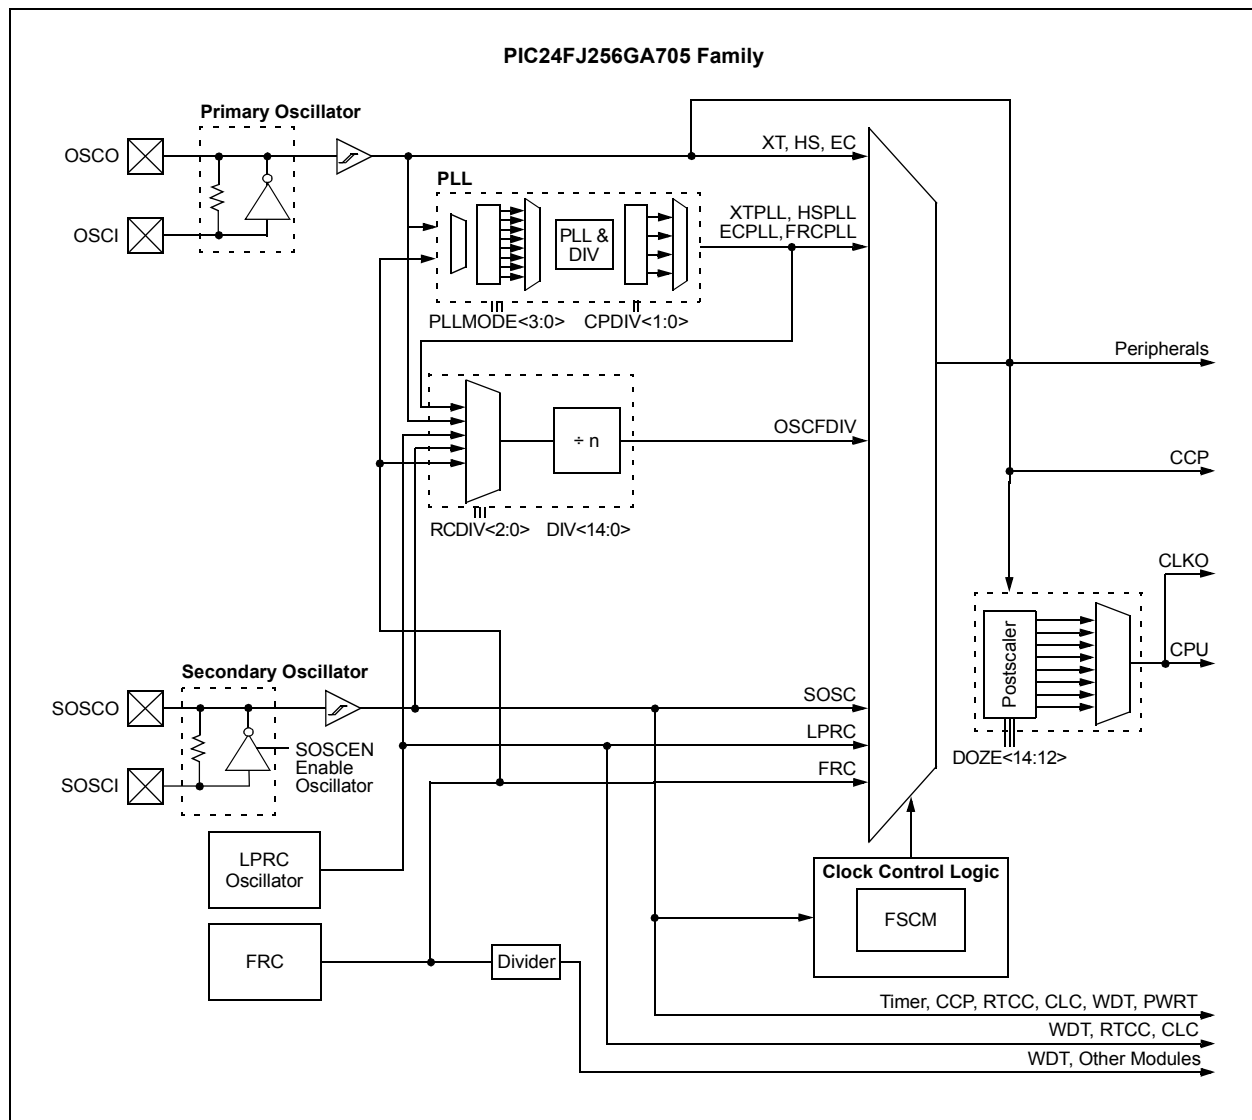 PIC24FJ256GA705 Family
Primary Oscillator
OSCO
OSCI
XT, HS, EC
PLL
XTPLL, HSPLL
ECPLL,FRCPLL
PLL &
DIV
PLLMODE<3:0>
CPDIV<1:0>
Peripherals
÷ n
OSCFDIV
CCP
RCDIV<2:0>
DIV<14:0>
CLKO
CPU
Postscaler
DOZE<14:12>
Secondary Oscillator
SOSCO
SOSCI
SOSCEN
Enable
Oscillator
SOSC
LPRC
FRC
LPRC
Oscillator
Clock Control Logic
FSCM
FRC
Divider
Timer, CCP, RTCC, CLC, WDT, PWRT
WDT, RTCC, CLC
WDT, Other Modules